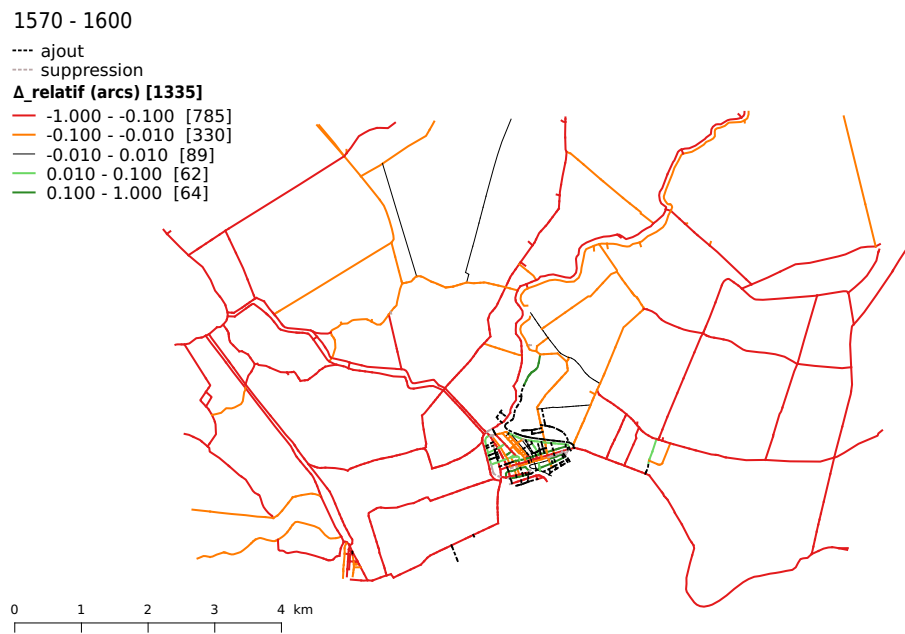 1570 - 1600
ajout
suppression
Δ_relatif (arcs) [1335]
-1.000 - -0.100 [785]
-0.100 - -0.010 [330]
-0.010 - 0.010 [89]
0.010 - 0.100 [62]
0.100 - 1.000 [64]
0 1 2 3 4 km